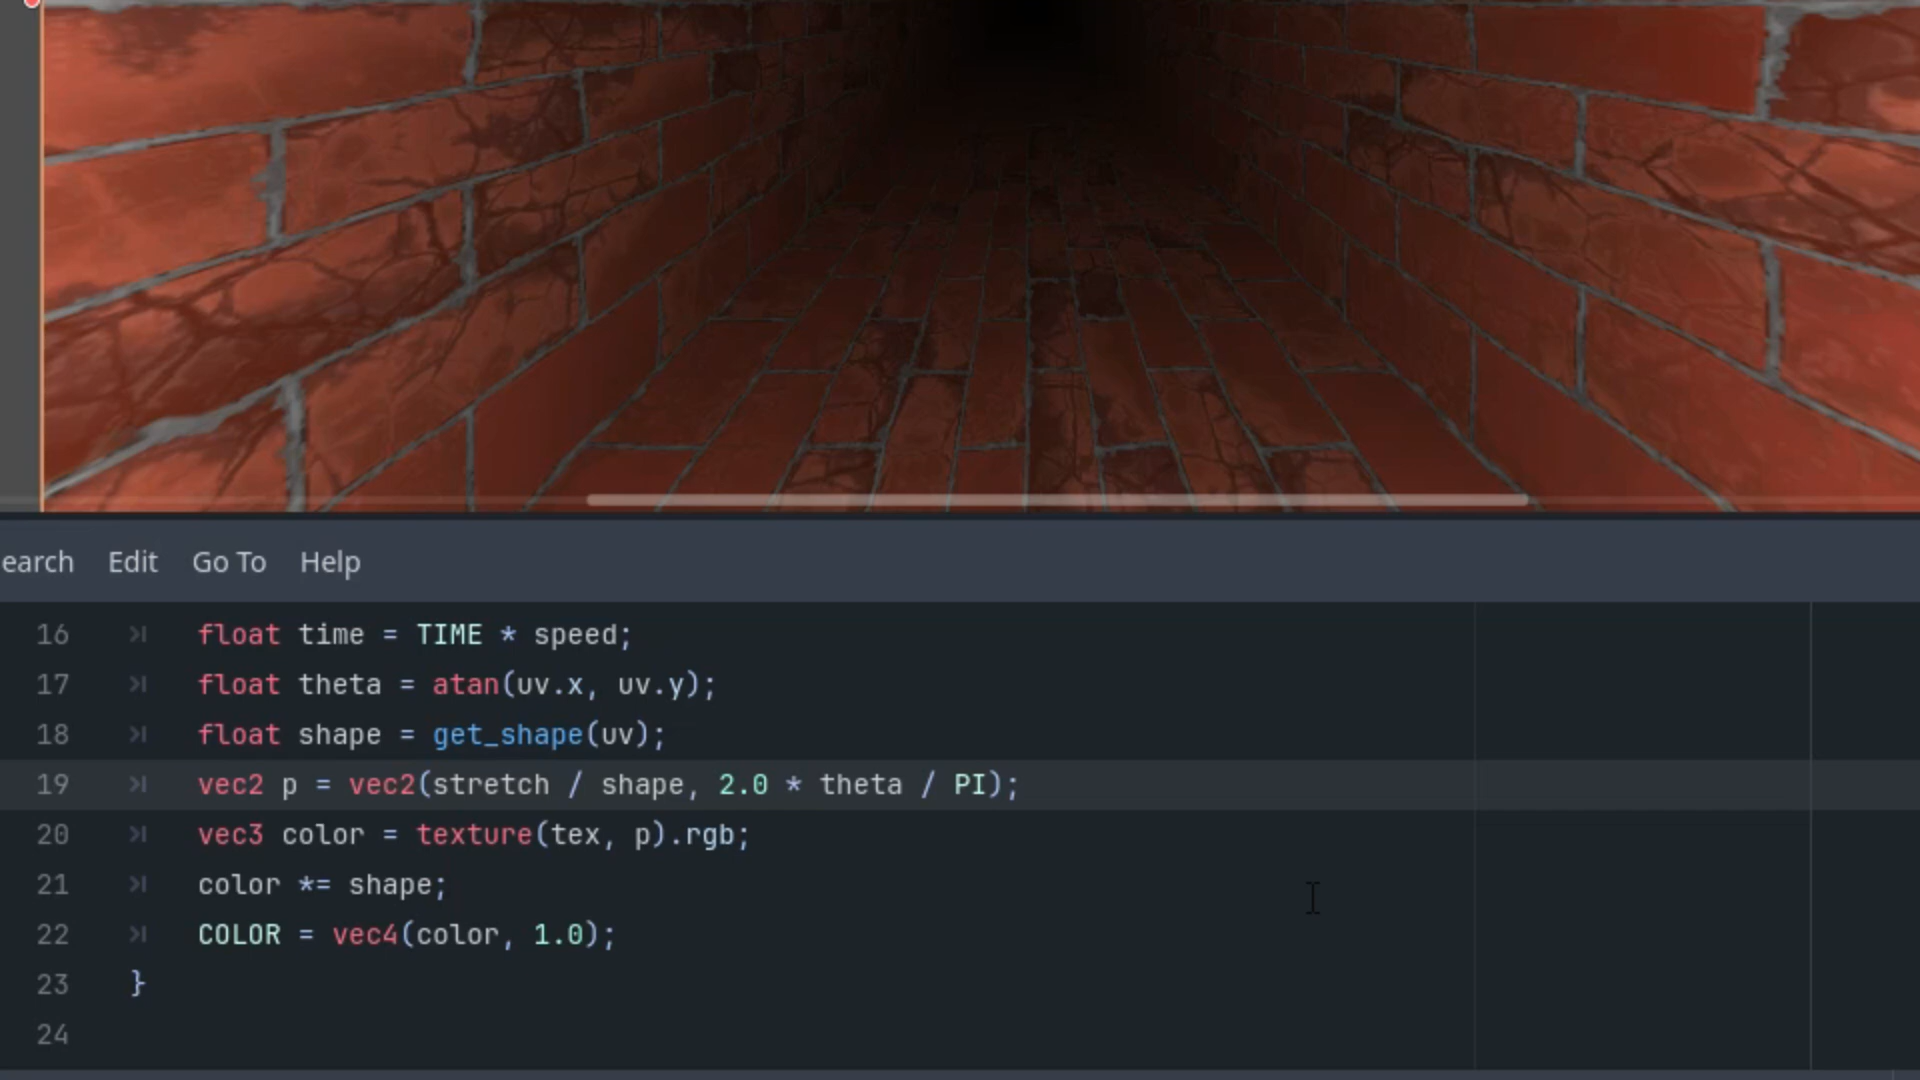 earch Edit Go To Help
16 float time = TIME * speed;
17 float theta = atan(uv.x, uv.y);
18 float shape = get_shape(uv);
19 vec2 p = vec2(stretch / shape, 2.0 * theta / PI);
20 vec3 color = texture(tex, p).rgb;
21 color *= shape;
22 COLOR = vec4(color, 1.0);
23 }
24